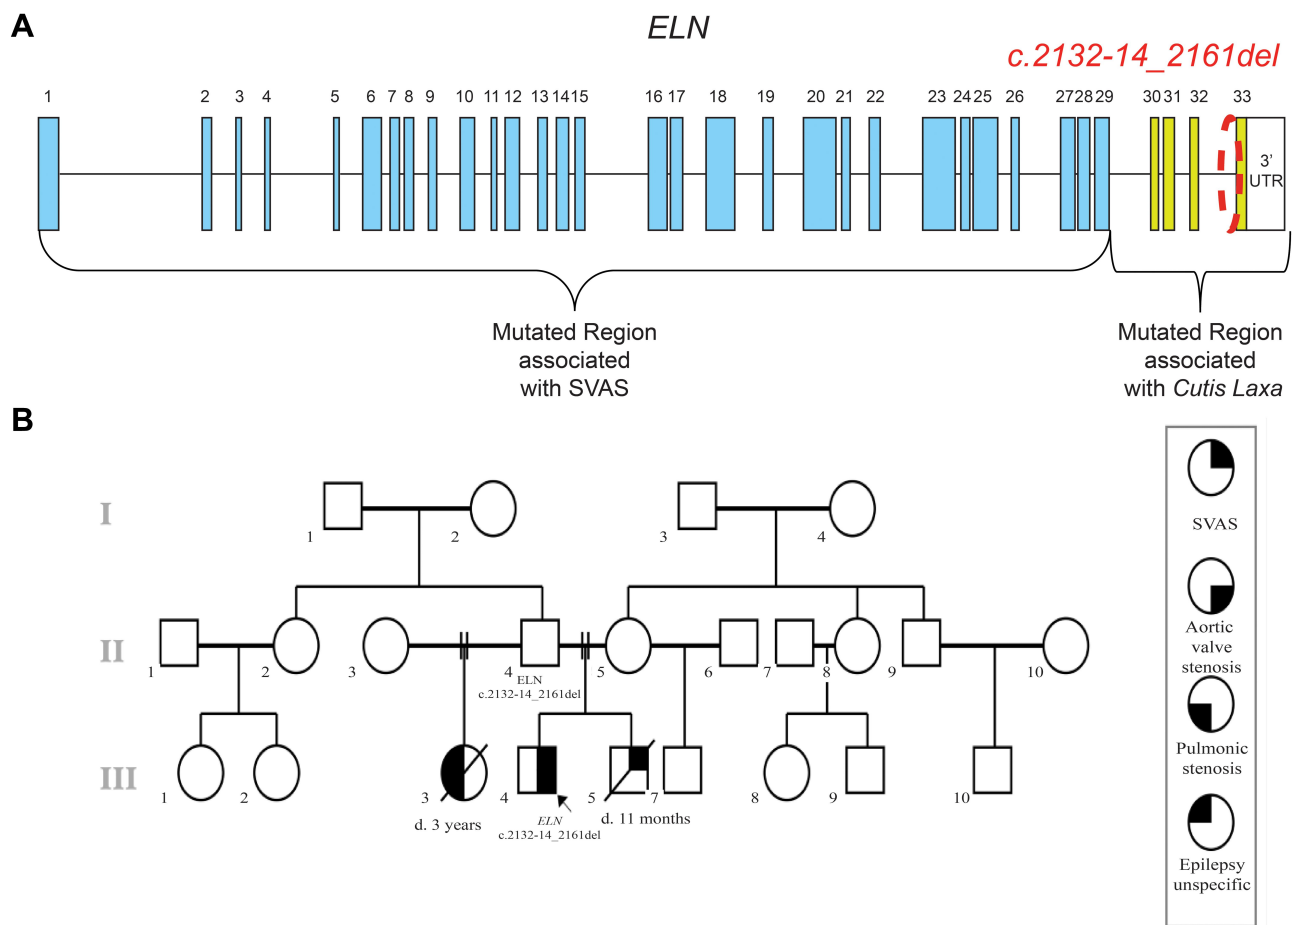 A
ELN
c.2132-14_2161del
1 2 3 4 5 6 7 8 9 10 11 12 13 14 15 16 17 18 19 20 21 22 23 24 25 26 27 28 29 30 31 32 33
3’
UTR
Mutated Region
associated
with SVAS
Mutated Region
associated
with Cutis Laxa
B
I
1 2 3 4
II
1 2 3 4 5 6 7 8 9 10
ELN
c.2132-14_2161del
III
1 2 3 4 5 7 8 9 10
d. 3 years
ELN
c.2132-14_2161del
d. 11 months
SVAS
Aortic
valve
stenosis
Pulmonic
stenosis
Epilepsy
unspecific